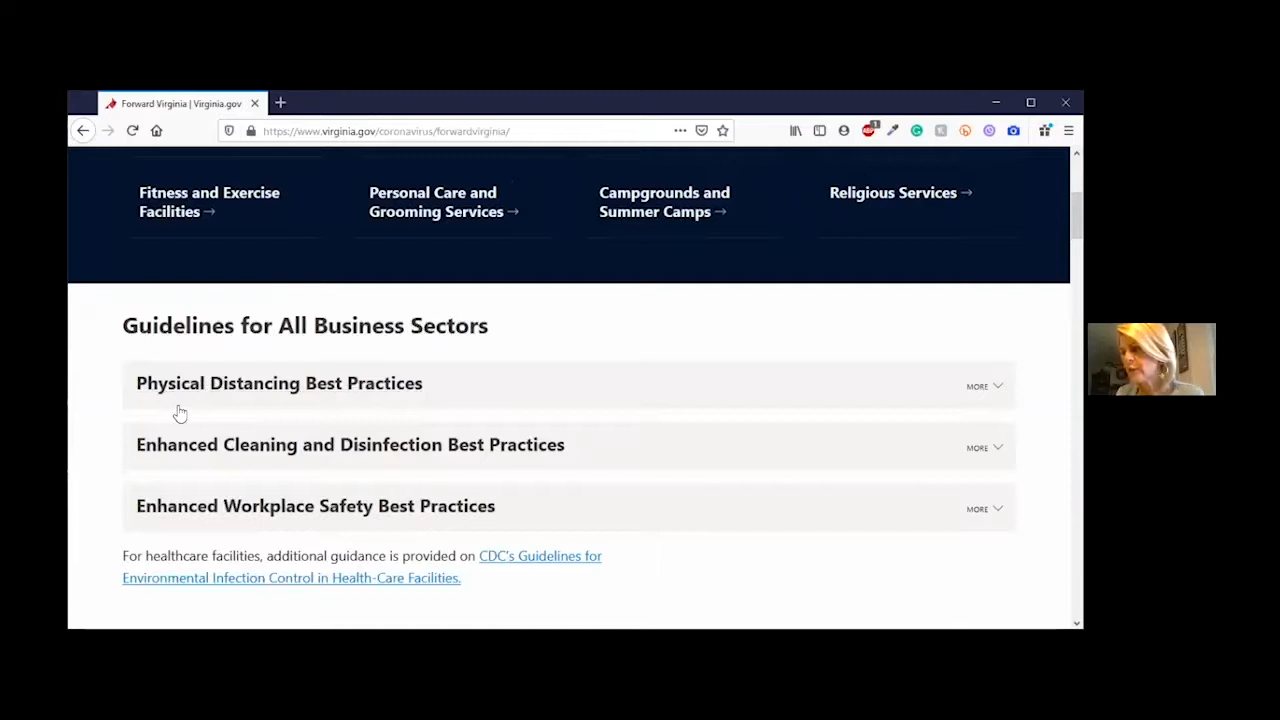 Forward Virginia | Virginia.gov
https://www.virginia.gov/coronavirus/forwardvirginia/
1
Fitness and Exercise
Facilities →
Personal Care and
Grooming Services →
Campgrounds and
Summer Camps →
Religious Services →
Guidelines for All Business Sectors
Physical Distancing Best Practices
MORE
Enhanced Cleaning and Disinfection Best Practices
MORE
Enhanced Workplace Safety Best Practices
MORE
For healthcare facilities, additional guidance is provided on CDC's Guidelines for
Environmental Infection Control in Health-Care Facilities.